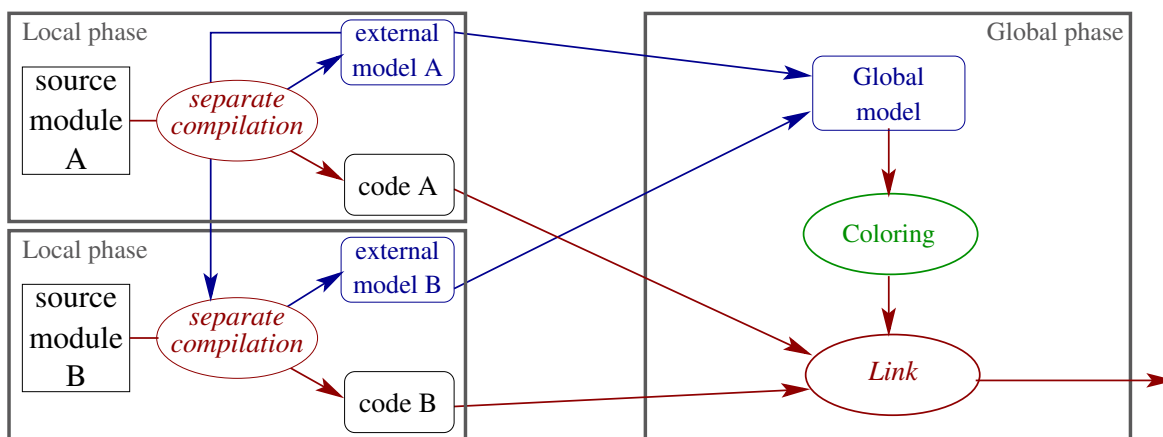 Local phase
source
module
A
separate
compilation
external
model A
code A
Local phase
source
module
B
separate
compilation
external
model B
code B
Global phase
Global
model
Coloring
Link